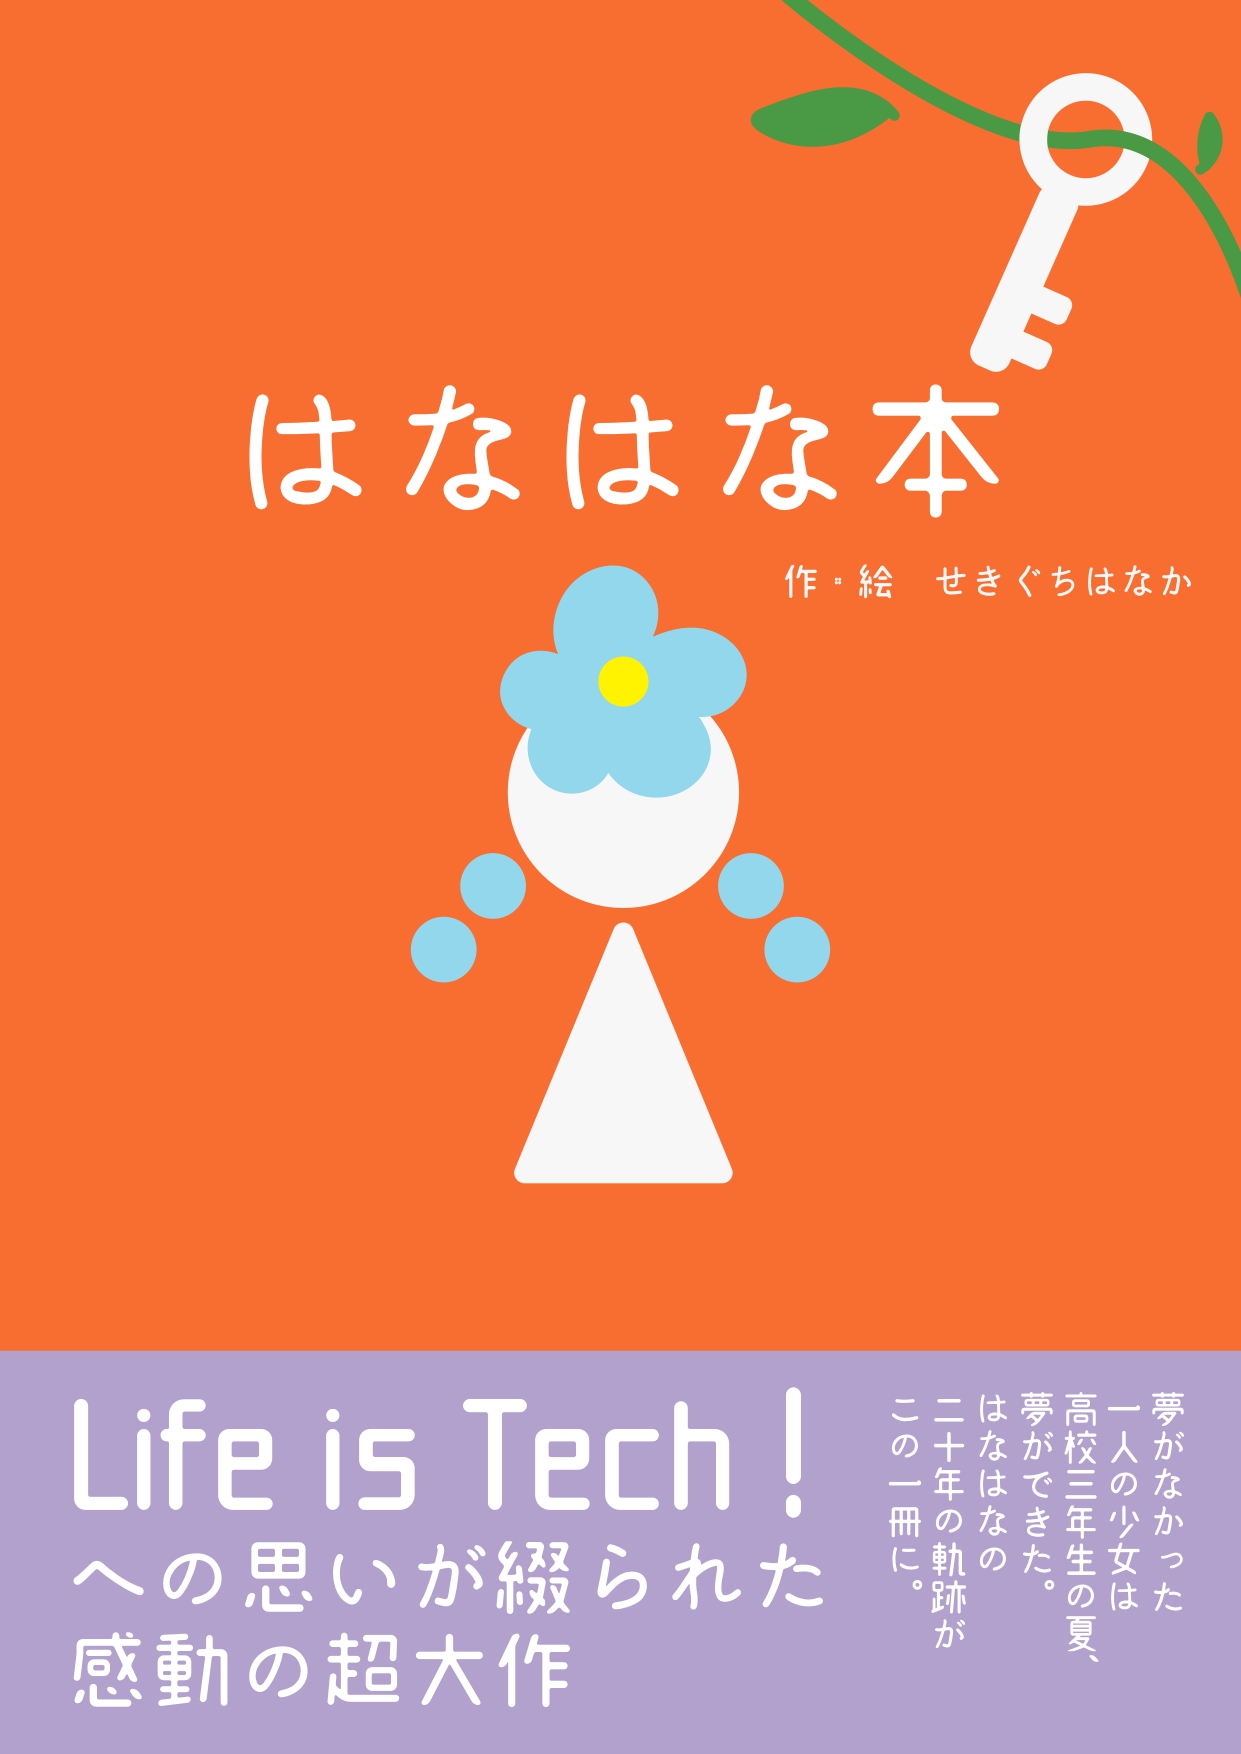 はなはな本
作・絵　せきぐちはなか
Life is Tech !
への思いが綴られた
感動の超大作
夢がなかった
一人の少女は
高校三年生の夏、
夢ができた。
はなはなの
二十年の軌跡が
この一冊に。